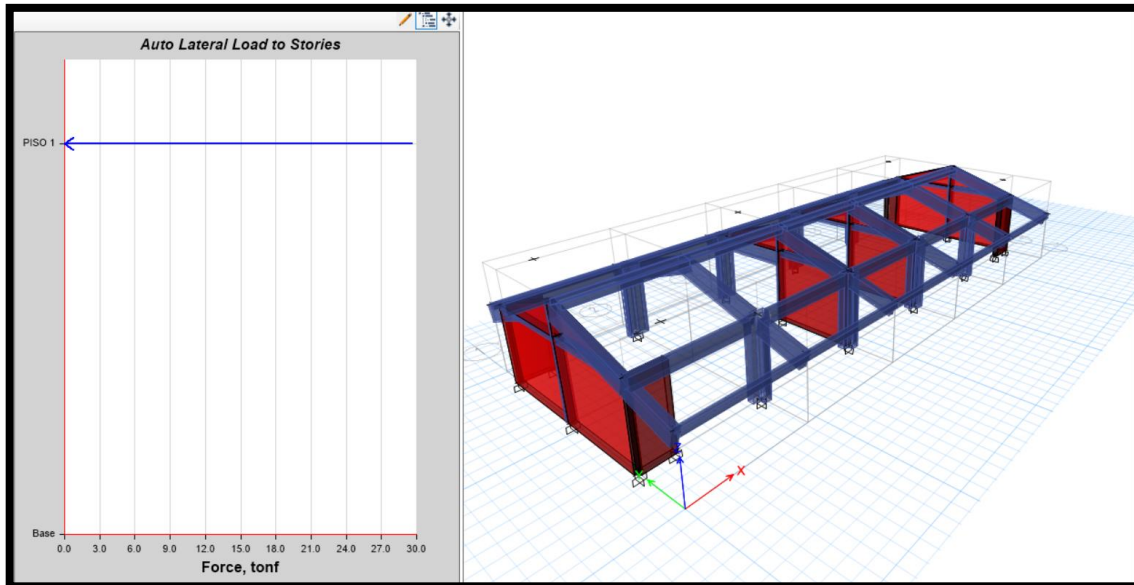 Auto Lateral Load to Stories
PISO 1
Base
0.0 3.0 6.0 9.0 12.0 15.0 18.0 21.0 24.0 27.0 30.0
Force, tonf
X